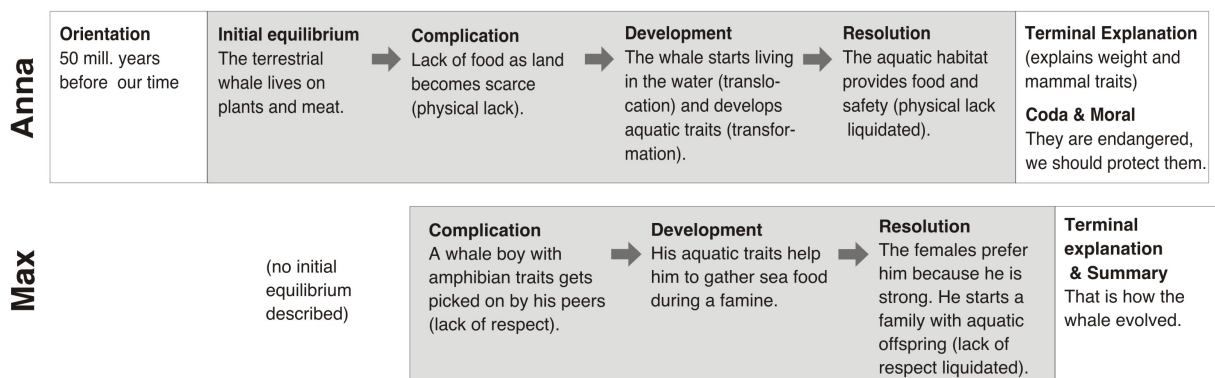 Anna
Orientation
50 mill. years
before our time
Initial equilibrium
The terrestrial
whale lives on
plants and meat.
Complication
Lack of food as land
becomes scarce
(physical lack).
Development
The whale starts living
in the water (translo-
cation) and develops
aquatic traits (transfor-
mation).
Resolution
The aquatic habitat
provides food and
safety (physical lack
liquidated).
Terminal Explanation
(explains weight and
mammal traits)
Coda & Moral
They are endangered,
we should protect them.
Max
(no initial
equilibrium
described)
Complication
A whale boy with
amphibian traits gets
picked on by his peers
(lack of respect).
Development
His aquatic traits help
him to gather sea food
during a famine.
Resolution
The females prefer
him because he is
strong. He starts a
family with aquatic
offspring (lack of
respect liquidated).
Terminal
explanation
& Summary
That is how the
whale evolved.